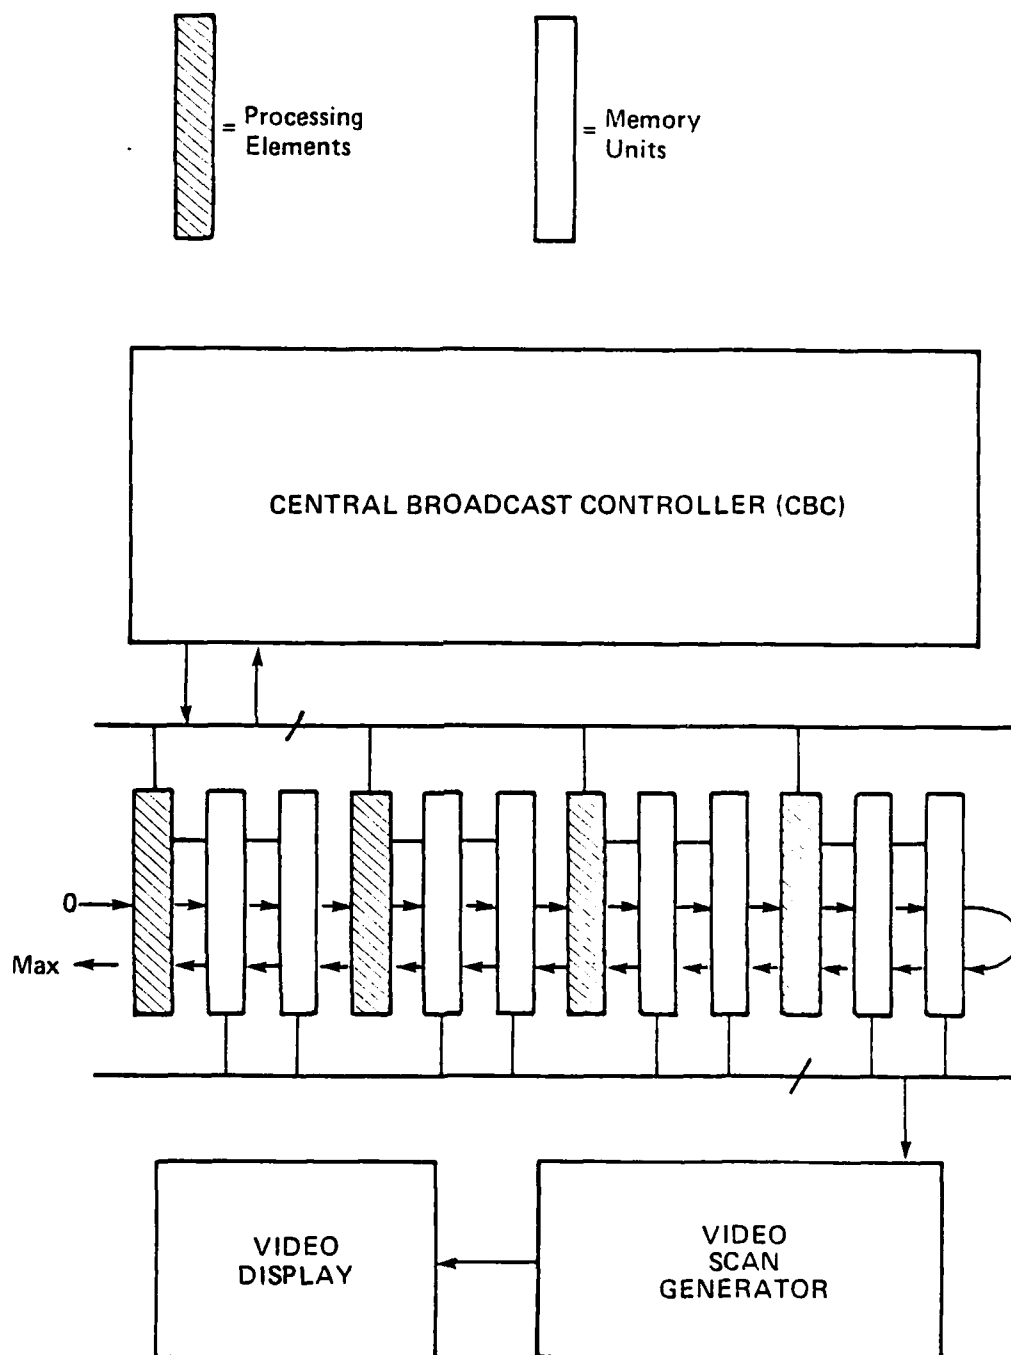 = Processing
Elements
= Memory
Units
CENTRAL BROADCAST CONTROLLER (CBC)
0
Max
VIDEO
DISPLAY
VIDEO
SCAN
GENERATOR